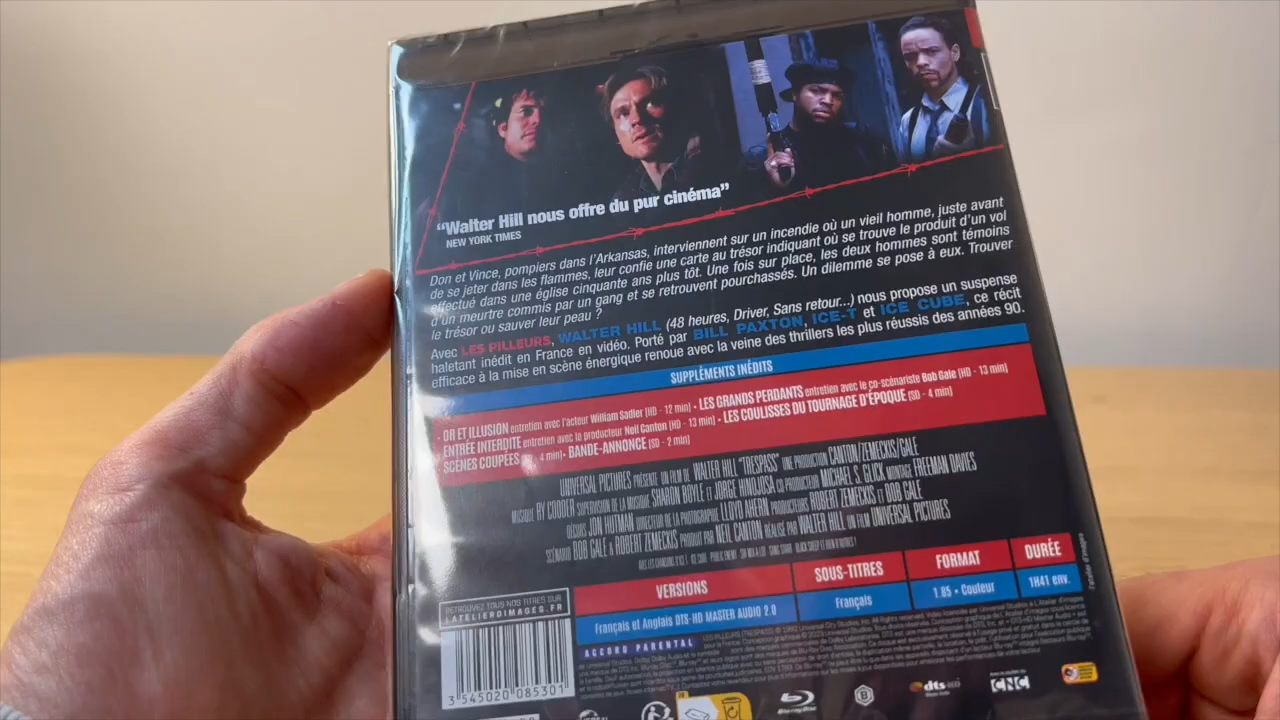 “Walter Hill nous offre du pur cinéma”
NEW YORK TIMES
Don et Vince, pompiers dans l’Arkansas, interviennent sur un incendie où un vieil homme, juste avant
de se jeter dans les flammes, leur confie une carte au trésor indiquant où se trouve le produit d’un vol
effectué dans une église cinquante ans plus tôt. Une fois sur place, les deux hommes sont témoins
d’un meurtre commis par un gang et se retrouvent pourchassés. Un dilemme se pose à eux. Trouver
le trésor ou sauver leur peau ?
Avec LES PILLEURS, WALTER HILL (48 heures, Driver, Sans retour...) nous propose un suspense
haletant inédit en France en vidéo. Porté par BILL PAXTON, ICE-T et ICE CUBE, ce récit
efficace à la mise en scène énergique renoue avec la veine des thrillers les plus réussis des années 90.
SUPPLÉMENTS INÉDITS
• OR ET ILLUSION entretien avec l’acteur William Sadler (HD - 12 min) • LES GRANDS PERDANTS entretien avec le co-scénariste Bob Gale (HD - 13 min)
• ENTRÉE INTERDITE entretien avec le producteur Neil Canton (HD - 13 min) • LES COULISSES DU TOURNAGE D’ÉPOQUE (SD - 4 min)
• SCÈNES COUPÉES (SD - 4 min) • BANDE-ANNONCE (SD - 2 min)
UNIVERSAL PICTURES PRÉSENTE UN FILM DE WALTER HILL “TRESPASS” UNE PRODUCTION CANTON/ZEMECKIS/GALE
MUSIQUE RY COODER SUPERVISION DE LA MUSIQUE SHARON BOYLE ET JORGE HINOJOSA CO PRODUCTEUR MICHAEL S. GLICK MONTAGE FREEMAN DAVIES
DÉCORS JON HUTMAN DIRECTEUR DE LA PHOTOGRAPHIE LLOYD AHERN PRODUCTEURS ROBERT ZEMECKIS ET BOB GALE
SCÉNARIO BOB GALE & ROBERT ZEMECKIS PRODUIT PAR NEIL CANTON RÉALISÉ PAR WALTER HILL UN FILM UNIVERSAL PICTURES
VERSIONS
SOUS-TITRES
FORMAT
DURÉE
Français et Anglais DTS-HD MASTER AUDIO 2.0
Français
1.85 • Couleur
1H41 env.
RETROUVEZ TOUS NOS TITRES SUR
LATELIERDIMAGES.FR
ACCORD PARENTAL
3 545020 085301
Blu-ray Disc
dts HD
CNC